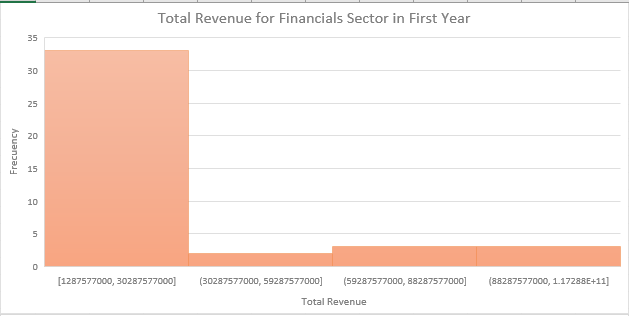 Total Revenue for Financials Sector in First Year
35
30
25
20
15
10
5
0
Frecuency
[1287577000, 30287577000]
(30287577000, 59287577000]
(59287577000, 88287577000]
(88287577000, 1.17288E+11]
Total Revenue